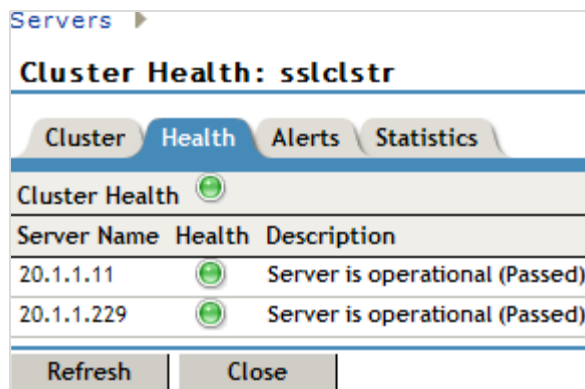 Servers
Cluster Health: sslclstr
Cluster Health Alerts Statistics
Cluster Health
Server Name Health Description
20.1.1.11 Server is operational (Passed)
20.1.1.229 Server is operational (Passed)
Refresh Close